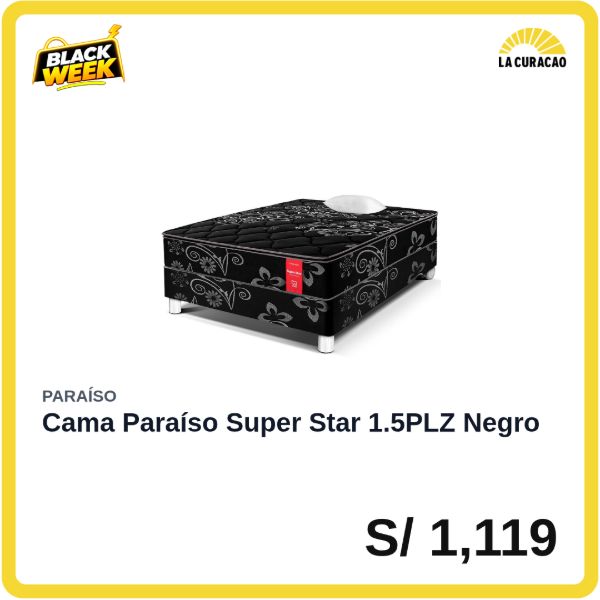 BLACK
WEEK
LA CURACAO
PARAÍSO
Cama Paraíso Super Star 1.5PLZ Negro
S/ 1,119